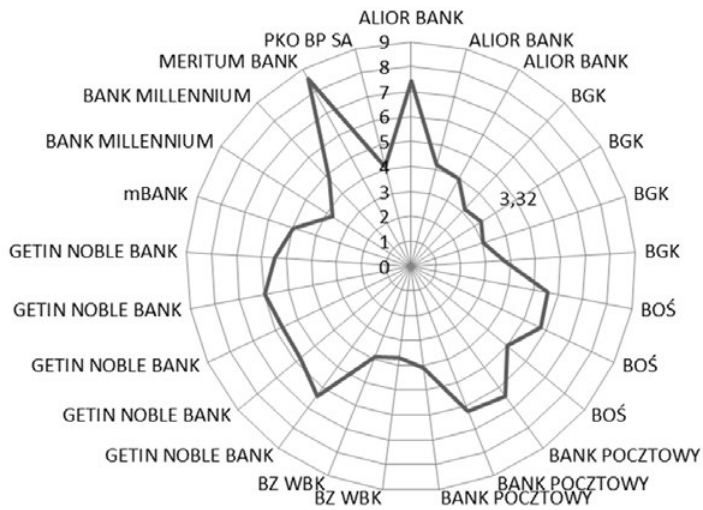 ALIOR BANK
ALIOR BANK
ALIOR BANK
BGK
BGK
BGK
BGK
BOŚ
BOŚ
BOŚ
BANK POCZTOWY
BANK POCZTOWY
BANK POCZTOWY
BZ WBK
BZ WBK
GETIN NOBLE BANK
GETIN NOBLE BANK
GETIN NOBLE BANK
GETIN NOBLE BANK
GETIN NOBLE BANK
mBANK
BANK MILLENNIUM
BANK MILLENNIUM
MERITUM BANK
PKO BP SA
9
8
7
6
5
4
3
2
1
0
3,32